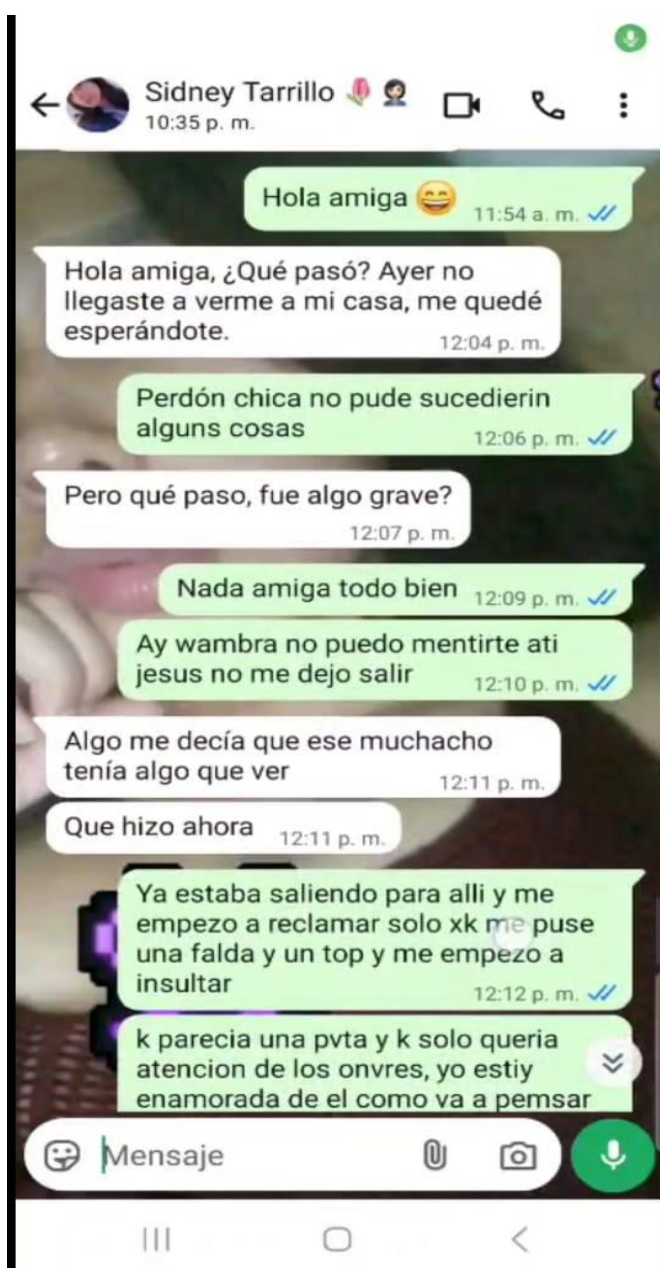 Sidney Tarrillo 🌷 👩🏻‍💼
10:35 p. m.
Hola amiga 😄 11:54 a. m.
Hola amiga, ¿Qué pasó? Ayer no
llegaste a verme a mi casa, me quedé
esperándote. 12:04 p. m.
Perdón chica no pude sucedierin
alguns cosas 12:06 p. m.
Pero qué paso, fue algo grave?
12:07 p. m.
Nada amiga todo bien 12:09 p. m.
Ay wambra no puedo mentirte ati
jesus no me dejo salir 12:10 p. m.
Algo me decía que ese muchacho
tenía algo que ver 12:11 p. m.
Que hizo ahora 12:11 p. m.
Ya estaba saliendo para alli y me
empezo a reclamar solo xk me puse
una falda y un top y me empezo a
insultar 12:12 p. m.
k parecia una pvta y k solo queria
atencion de los onvres, yo estiy
enamorada de el como va a pemsar
Mensaje